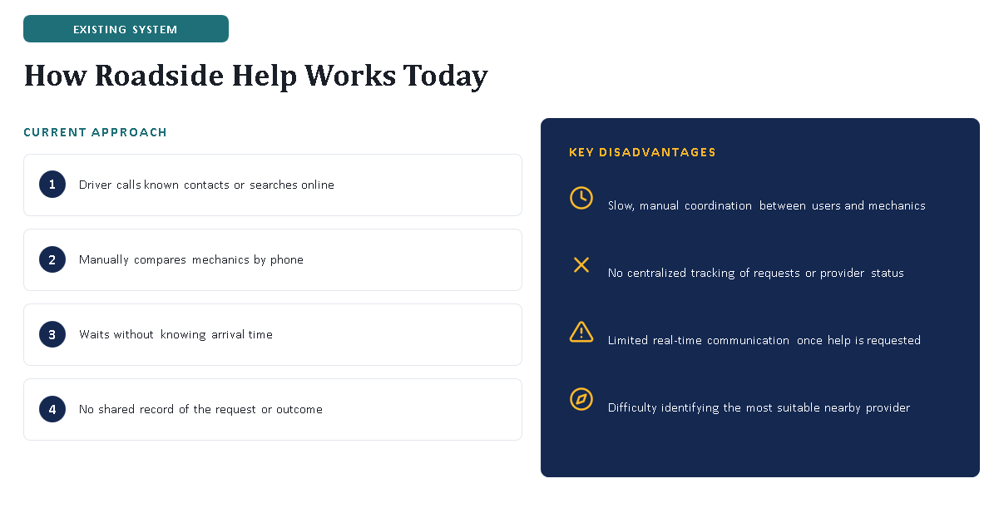 EXISTING SYSTEM
How Roadside Help Works Today
CURRENT APPROACH
1 Driver calls known contacts or searches online
2 Manually compares mechanics by phone
3 Waits without knowing arrival time
4 No shared record of the request or outcome
KEY DISADVANTAGES
Slow, manual coordination between users and mechanics
No centralized tracking of requests or provider status
Limited real-time communication once help is requested
Difficulty identifying the most suitable nearby provider